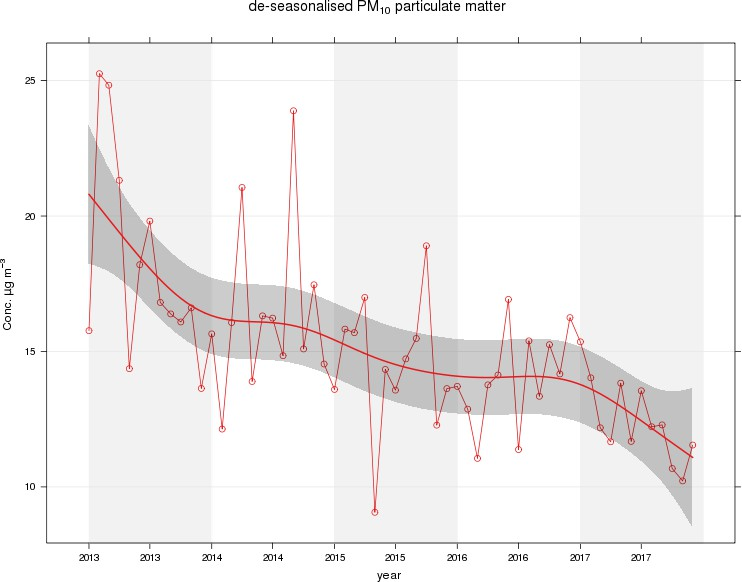 de-seasonalised PM₁₀ particulate matter
Conc. µg m⁻³
25
20
15
10
2013 2013 2014 2014 2015 2015 2016 2016 2017 2017
year